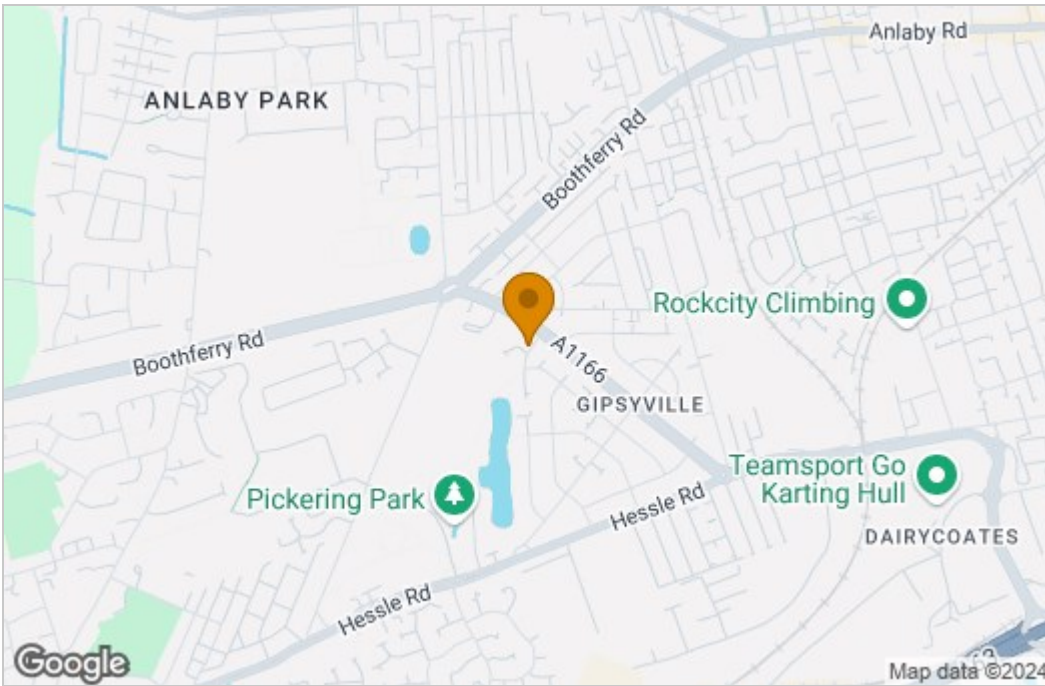 Anlaby Rd
ANLABY PARK
Boothferry Rd
Rockcity Climbing
Boothferry Rd
A1166
GIPSYVILLE
Teamsport Go
Karting Hull
Pickering Park
Hessle Rd
DAIRYCOATES
Hessle Rd
Google
Map data ©2024